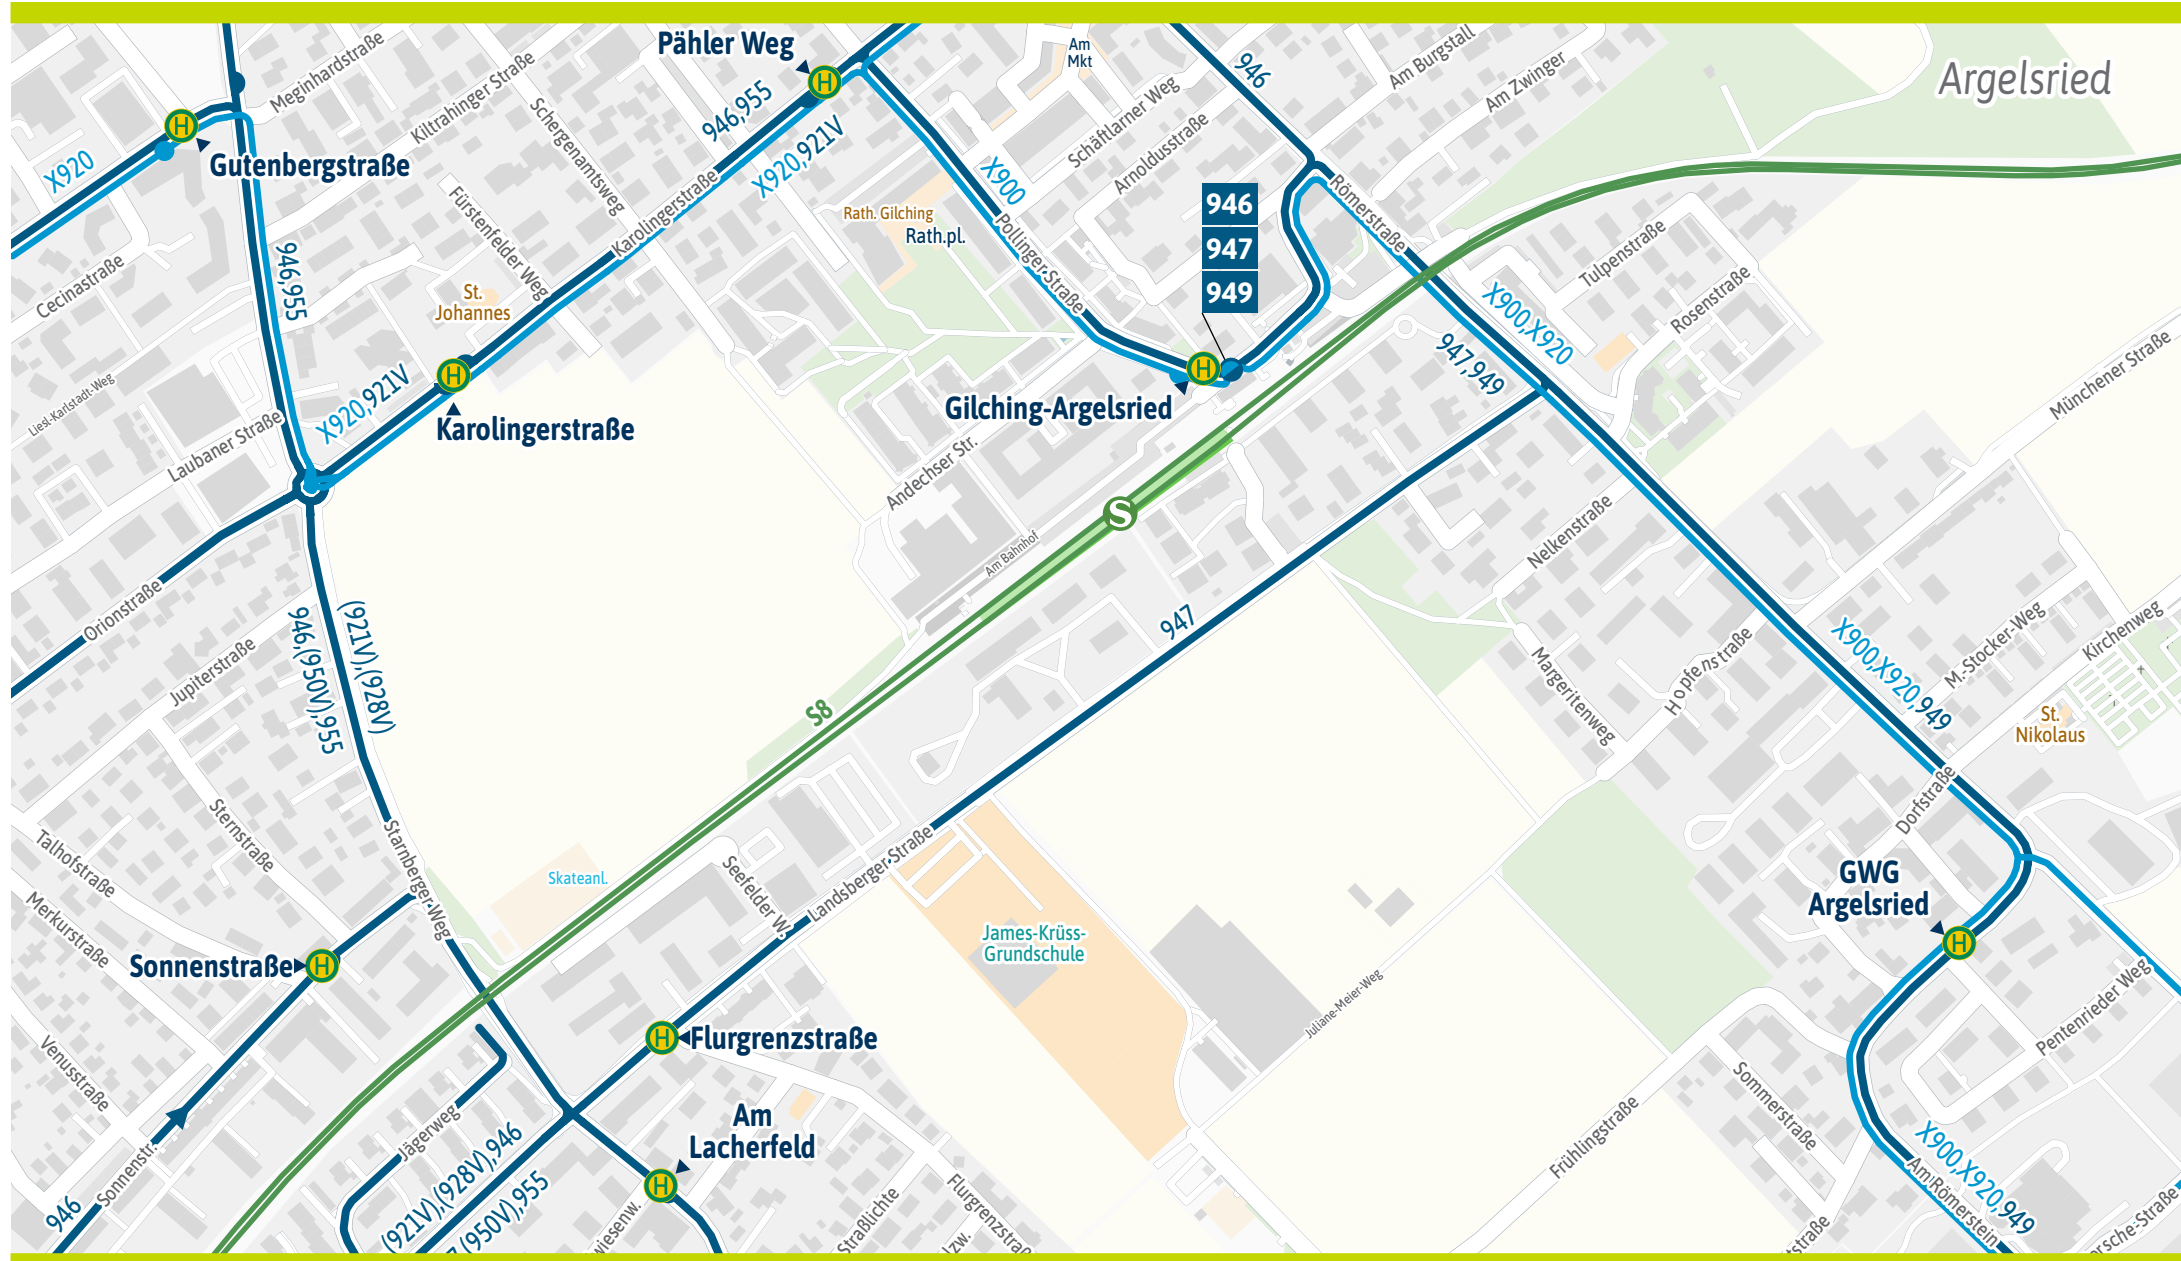 Pähler Weg
Am
Mkt
946
Am Burgstall
Am Zwinger
Argelsried
Meginhardstraße
Kiltrahinger Straße
Schergenamtsweg
946,955
X920,921V
Schäftlarner Weg
Arnoldusstraße
H
H
Gutenbergstraße
X920
X900
Römerstraße
946
947
949
Fürstenfelder Weg
Karolingerstraße
Rath. Gilching
Rath.pl.
Pollinger Straße
Tulpenstraße
Rosenstraße
Cecinastraße
946,955
St.
Johannes
X900,X920
947,949
Münchener Straße
Liesl-Karlstadt-Weg
Laubaner Straße
X920,921V
H
Karolingerstraße
H
Gilching-Argelsried
Andechser Str.
Am Bahnhof
S
Nelkenstraße
Orionstraße
Jupiterstraße
946,(950V),955
(921V),(928V)
947
S8
Margeritenweg
Hopfenstraße
X900,X920,949
M.-Stocker-Weg
Kirchenweg
St.
Nikolaus
Sternstraße
Talhofstraße
Merkurstraße
Starnberger Weg
Skateanl.
Seefelder W.
Landsberger Straße
Dorfstraße
GWG
Argelsried
H
James-Krüss-
Grundschule
Juliane-Meier-Weg
Sonnenstraße
H
Venusstraße
H
Flurgrenzstraße
Pentenrieder Weg
Sommerstraße
Jägerweg
Am
Lacherfeld
H
Sonnenstr.
946
(921V),(928V),946
(950V),955
wiesenw.
Straßlichte
Flurgrenzstraß
lzw.
Frühlingstraße
X900,X920,949
Am Römerstein
tstraße
orsche-Straße